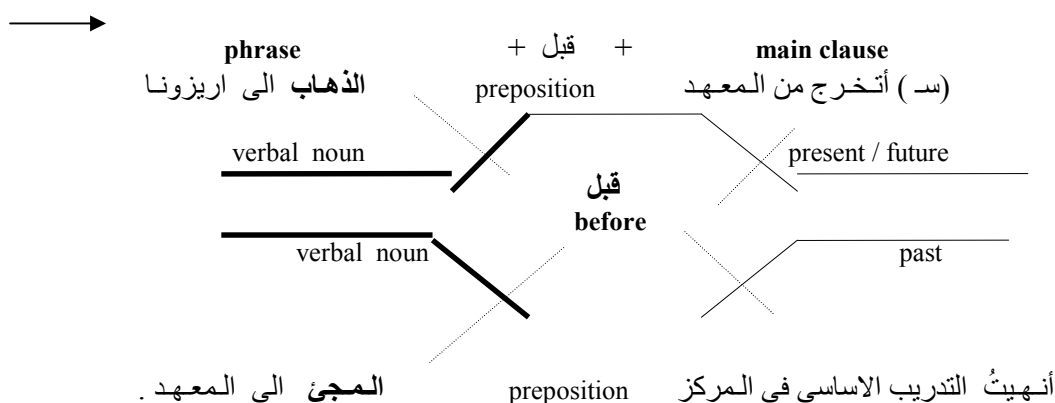 phrase + قبل + main clause
الذهاب الى اريزونا preposition (سـ ) أتخرج من المعهد
verbal noun present / future
قبل
before
verbal noun past
المجئ الى المعهد . preposition أنهيتُ التدريب الاساسى فى المركز